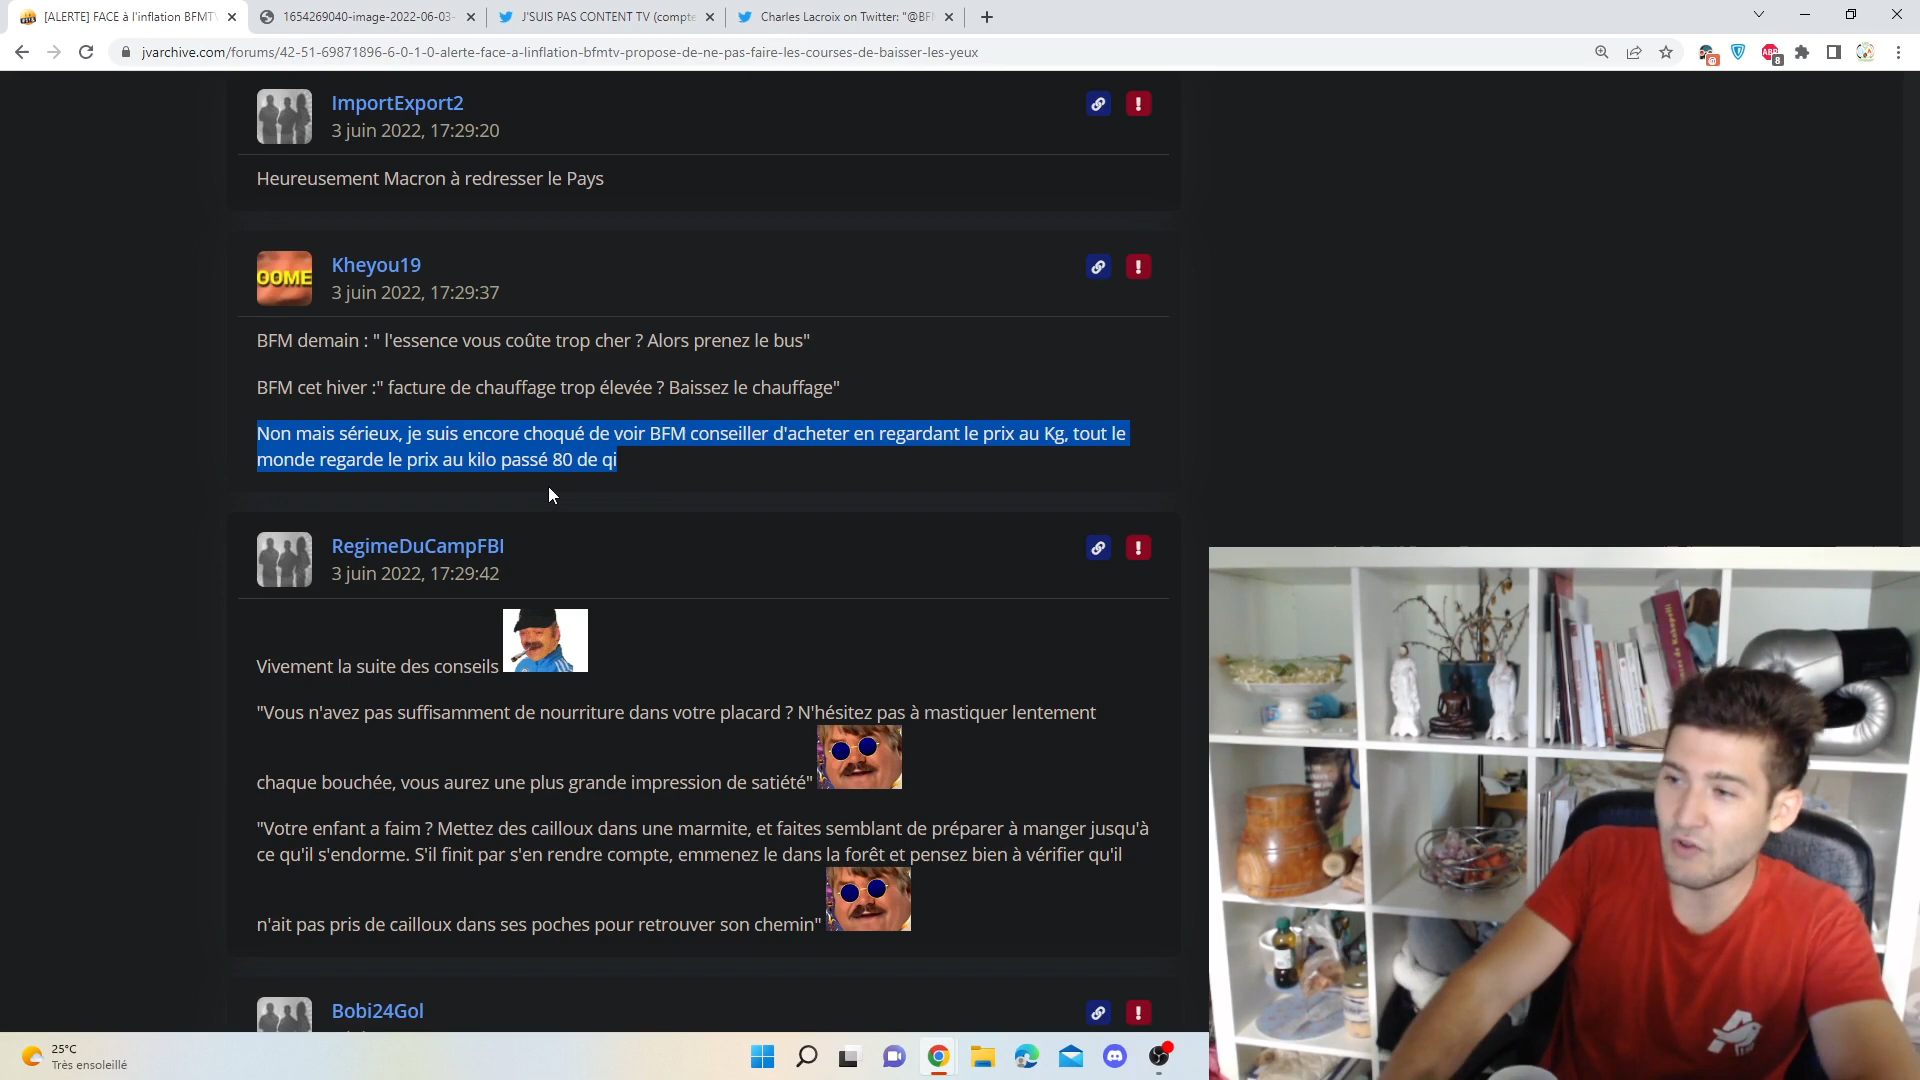 [ALERTE] FACE à l'inflation BFMTV
1654269040-image-2022-06-03-
J'SUIS PAS CONTENT TV (compte
Charles Lacroix on Twitter: "@BFI
jvarchive.com/forums/42-51-69871896-6-0-1-0-alerte-face-a-linflation-bfmtv-propose-de-ne-pas-faire-les-courses-de-baisser-les-yeux
ABP
8
ImportExport2
3 juin 2022, 17:29:20
Heureusement Macron à redresser le Pays
OOME
Kheyou19
3 juin 2022, 17:29:37
BFM demain : " l'essence vous coûte trop cher ? Alors prenez le bus"
BFM cet hiver :" facture de chauffage trop élevée ? Baissez le chauffage"
Non mais sérieux, je suis encore choqué de voir BFM conseiller d'acheter en regardant le prix au Kg, tout le
monde regarde le prix au kilo passé 80 de qi
RegimeDuCampFBI
3 juin 2022, 17:29:42
Vivement la suite des conseils
"Vous n'avez pas suffisamment de nourriture dans votre placard ? N'hésitez pas à mastiquer lentement
chaque bouchée, vous aurez une plus grande impression de satiété"
"Votre enfant a faim ? Mettez des cailloux dans une marmite, et faites semblant de préparer à manger jusqu'à
ce qu'il s'endorme. S'il finit par s'en rendre compte, emmenez le dans la forêt et pensez bien à vérifier qu'il
n'ait pas pris de cailloux dans ses poches pour retrouver son chemin"
Bobi24Gol
25°C
Très ensoleillé